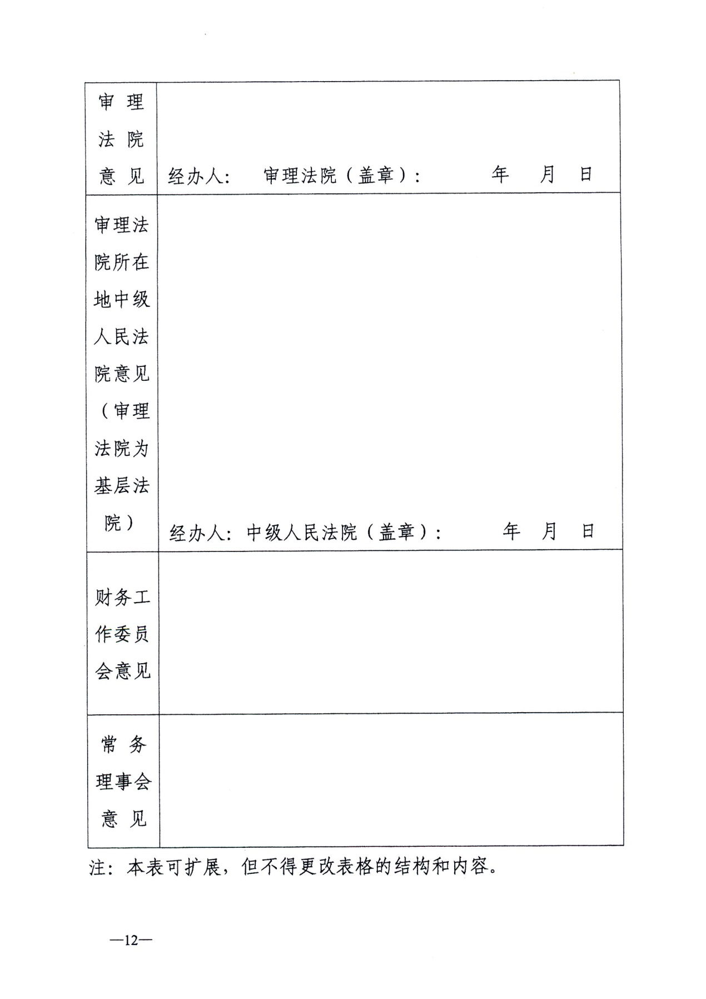 审 理
法 院
意 见
经办人： 审理法院（盖章）： 年 月 日
审理法
院所在
地中级
人民法
院意见
（审理
法院为
基层法
院）
经办人：中级人民法院（盖章）： 年 月 日
财务工
作委员
会意见
常 务
理事会
意 见
注：本表可扩展，但不得更改表格的结构和内容。
—12—